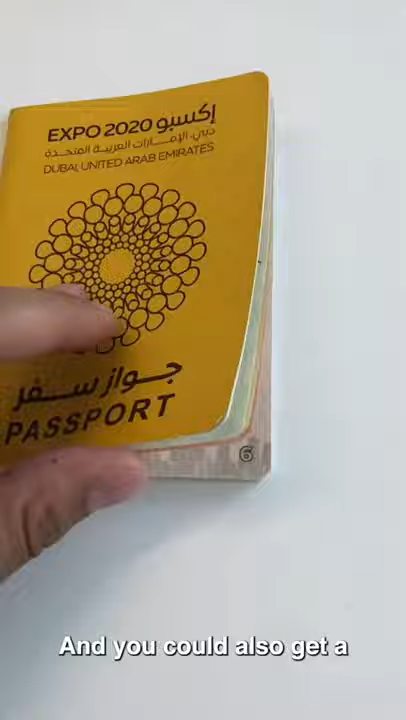 EXPO 2020 إكسبو
دبي، الإمارات العربية المتحدة
DUBAI, UNITED ARAB EMIRATES
جواز سفر
PASSPORT
6
And you could also get a